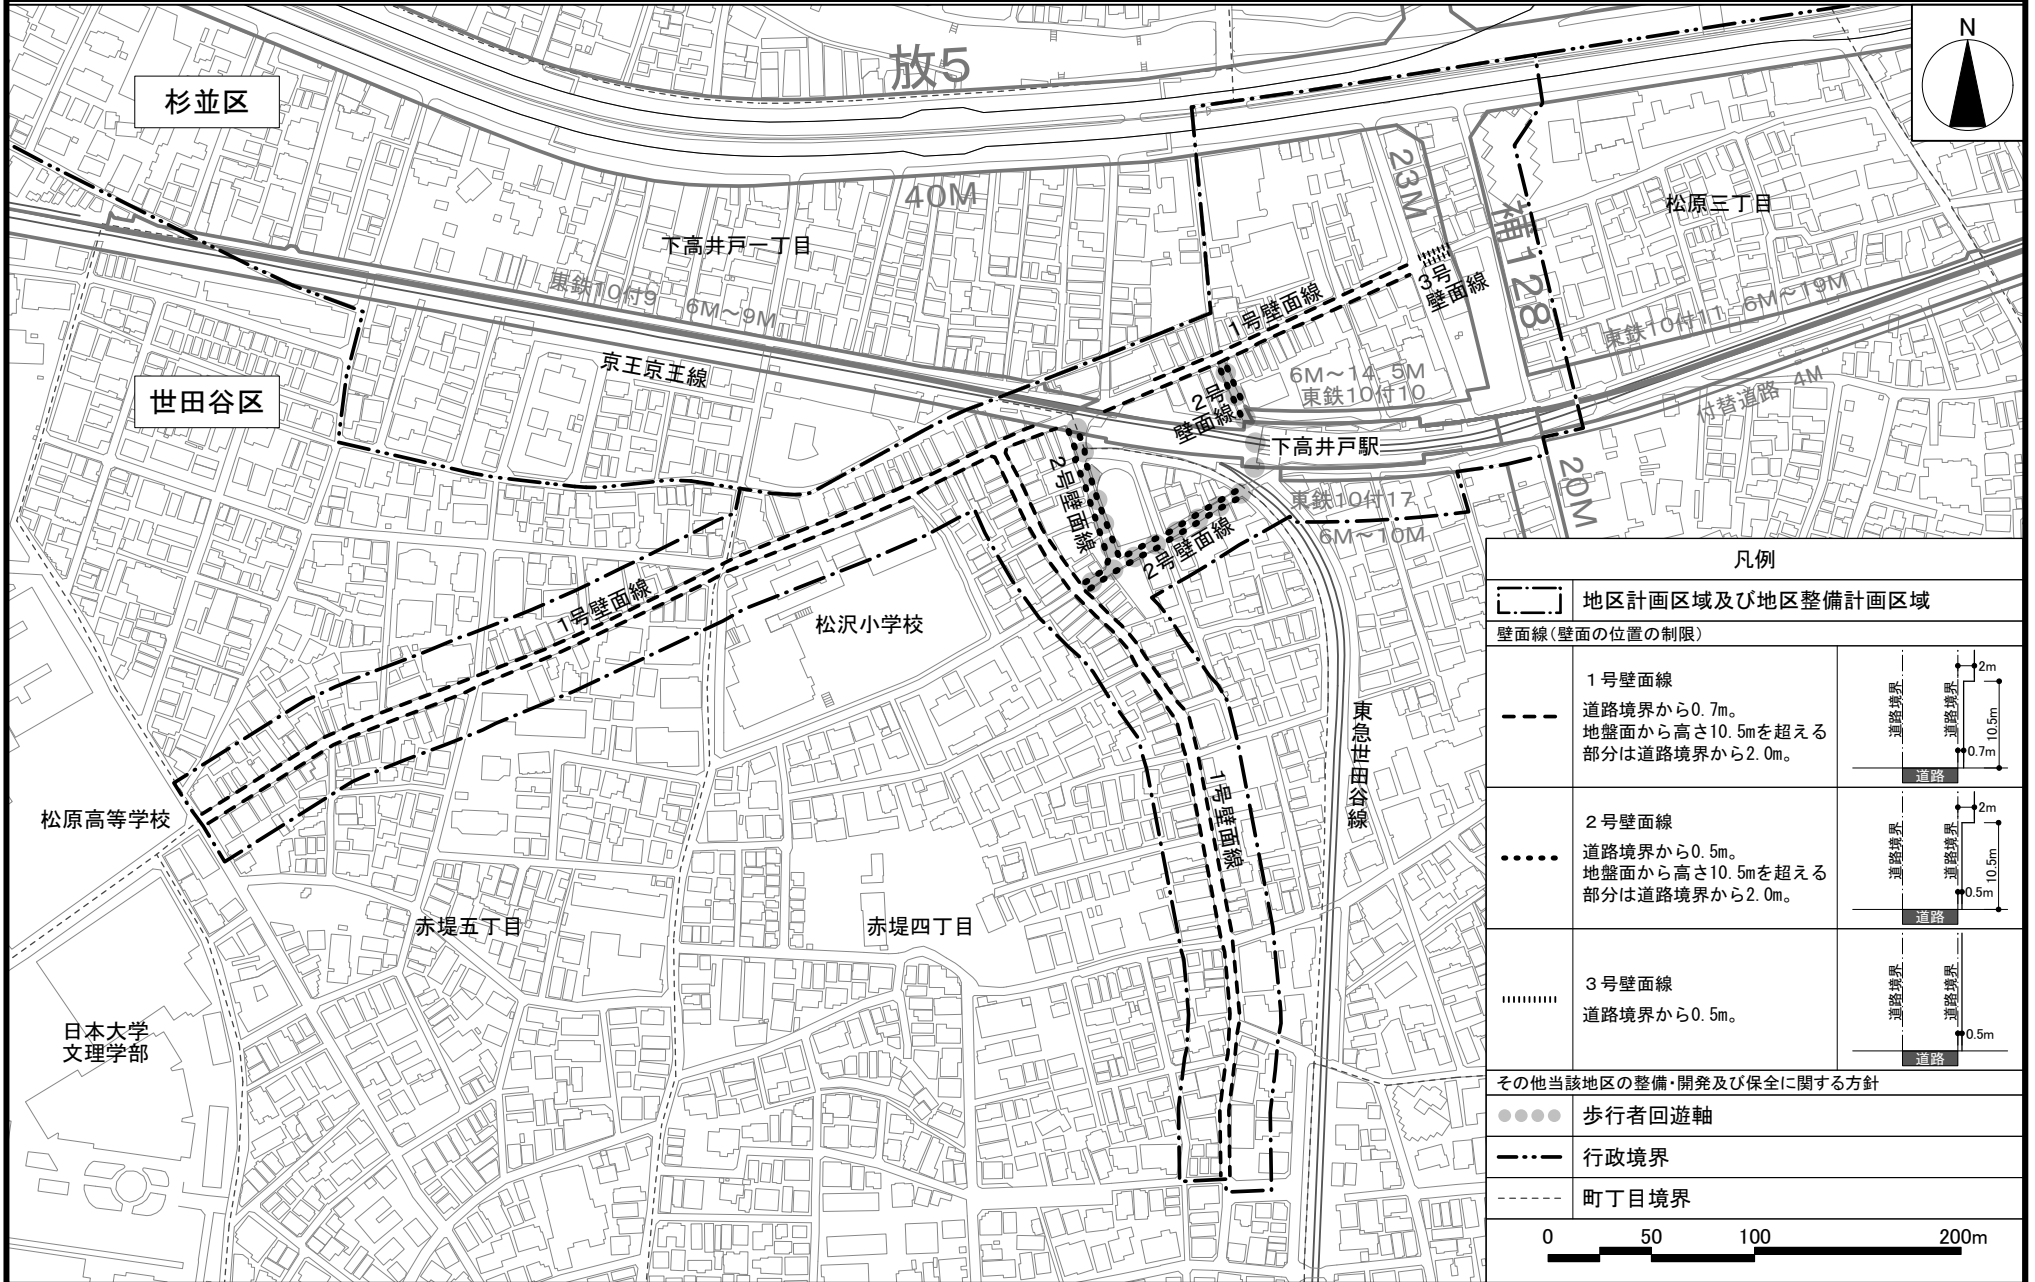 放5
N
杉並区
40M
23M
補128
松原三丁目
下高井戸一丁目
東鉄10付9　6M～9M
3号
壁面線
1号壁面線
東鉄10付11　6M～19M
京王京王線
世田谷区
6M～14.5M
東鉄10付10
2号
壁面線
付替道路　4M
下高井戸駅
2号壁面線
東鉄10付17
6M～10M
20M
2号壁面線
1号壁面線
松沢小学校
東急世田谷線
1号壁面線
松原高等学校
赤堤五丁目
赤堤四丁目
日本大学
文理学部
凡例
地区計画区域及び地区整備計画区域
壁面線(壁面の位置の制限)
１号壁面線
道路境界から0.7m。
地盤面から高さ10.5mを超える
部分は道路境界から2.0m。
道路境界
道路境界
2m
10.5m
0.7m
道路
２号壁面線
道路境界から0.5m。
地盤面から高さ10.5mを超える
部分は道路境界から2.0m。
道路境界
道路境界
2m
10.5m
0.5m
道路
３号壁面線
道路境界から0.5m。
道路境界
道路境界
0.5m
道路
その他当該地区の整備・開発及び保全に関する方針
歩行者回遊軸
行政境界
町丁目境界
0 50 100 200m